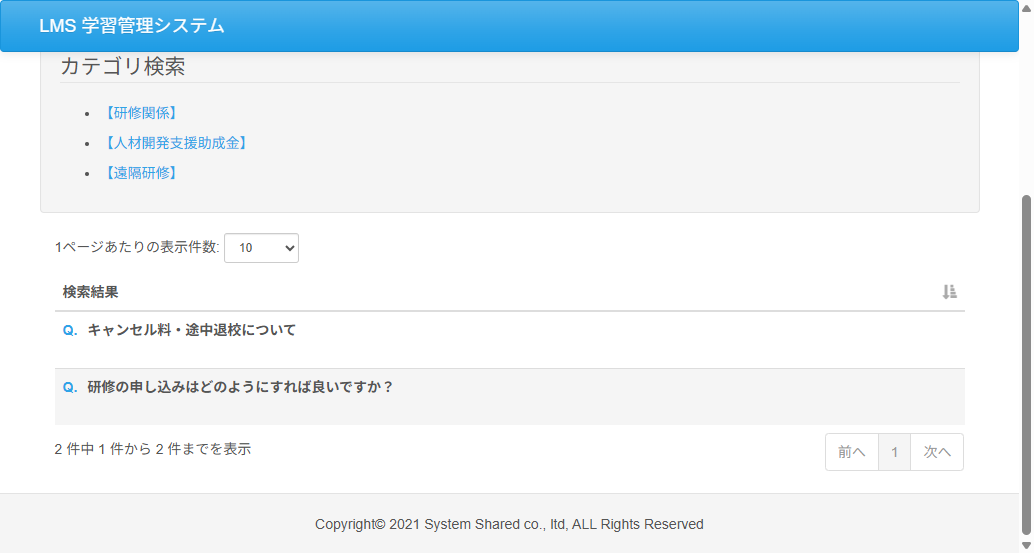 LMS 学習管理システム
カテゴリ検索
【研修関係】
【人材開発支援助成金】
【遠隔研修】
1ページあたりの表示件数: 10
検索結果
Q. キャンセル料・途中退校について
Q. 研修の申し込みはどのようにすれば良いですか？
2 件中 1 件から 2 件までを表示
前へ 1 次へ
Copyright© 2021 System Shared co., ltd, ALL Rights Reserved